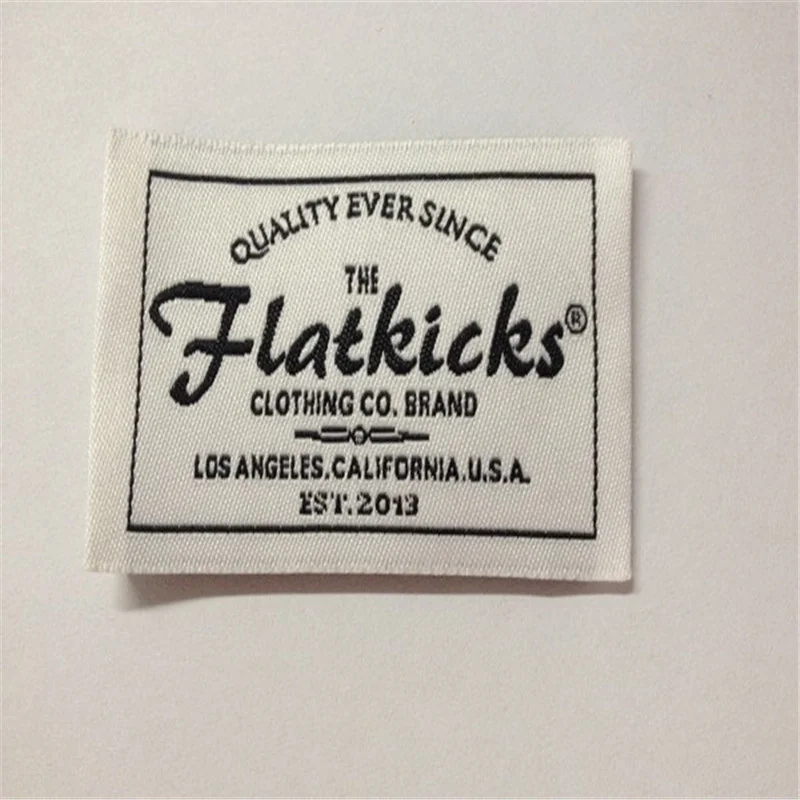 QUALITY EVER SINCE
THE
Flatkicks®
CLOTHING CO. BRAND
LOS ANGELES.CALIFORNIA.U.S.A.
EST.2013